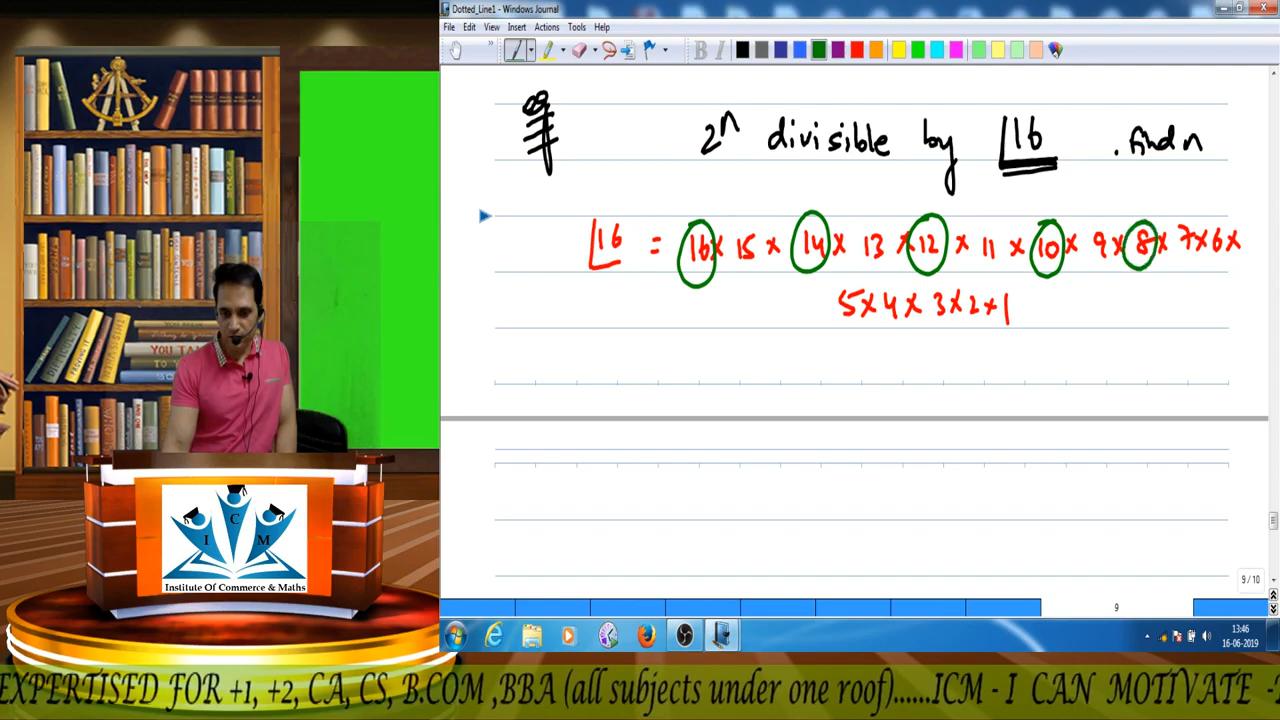 Dotted_Line1 - Windows Journal
File Edit View Insert Actions Tools Help
B I
2ⁿ divisible by ⌊16 . find n
⌊16 = 16 × 15 × 14 × 13 × 12 × 11 × 10 × 9 × 8 × 7 × 6 ×
5 × 4 × 3 × 2 × 1
9 / 10
9
13:46
16-06-2019
I C M
Institute Of Commerce & Maths
EXPERTISED FOR +1, +2, CA, CS, B.COM ,BBA (all subjects under one roof)......ICM - I CAN MOTIVATE -